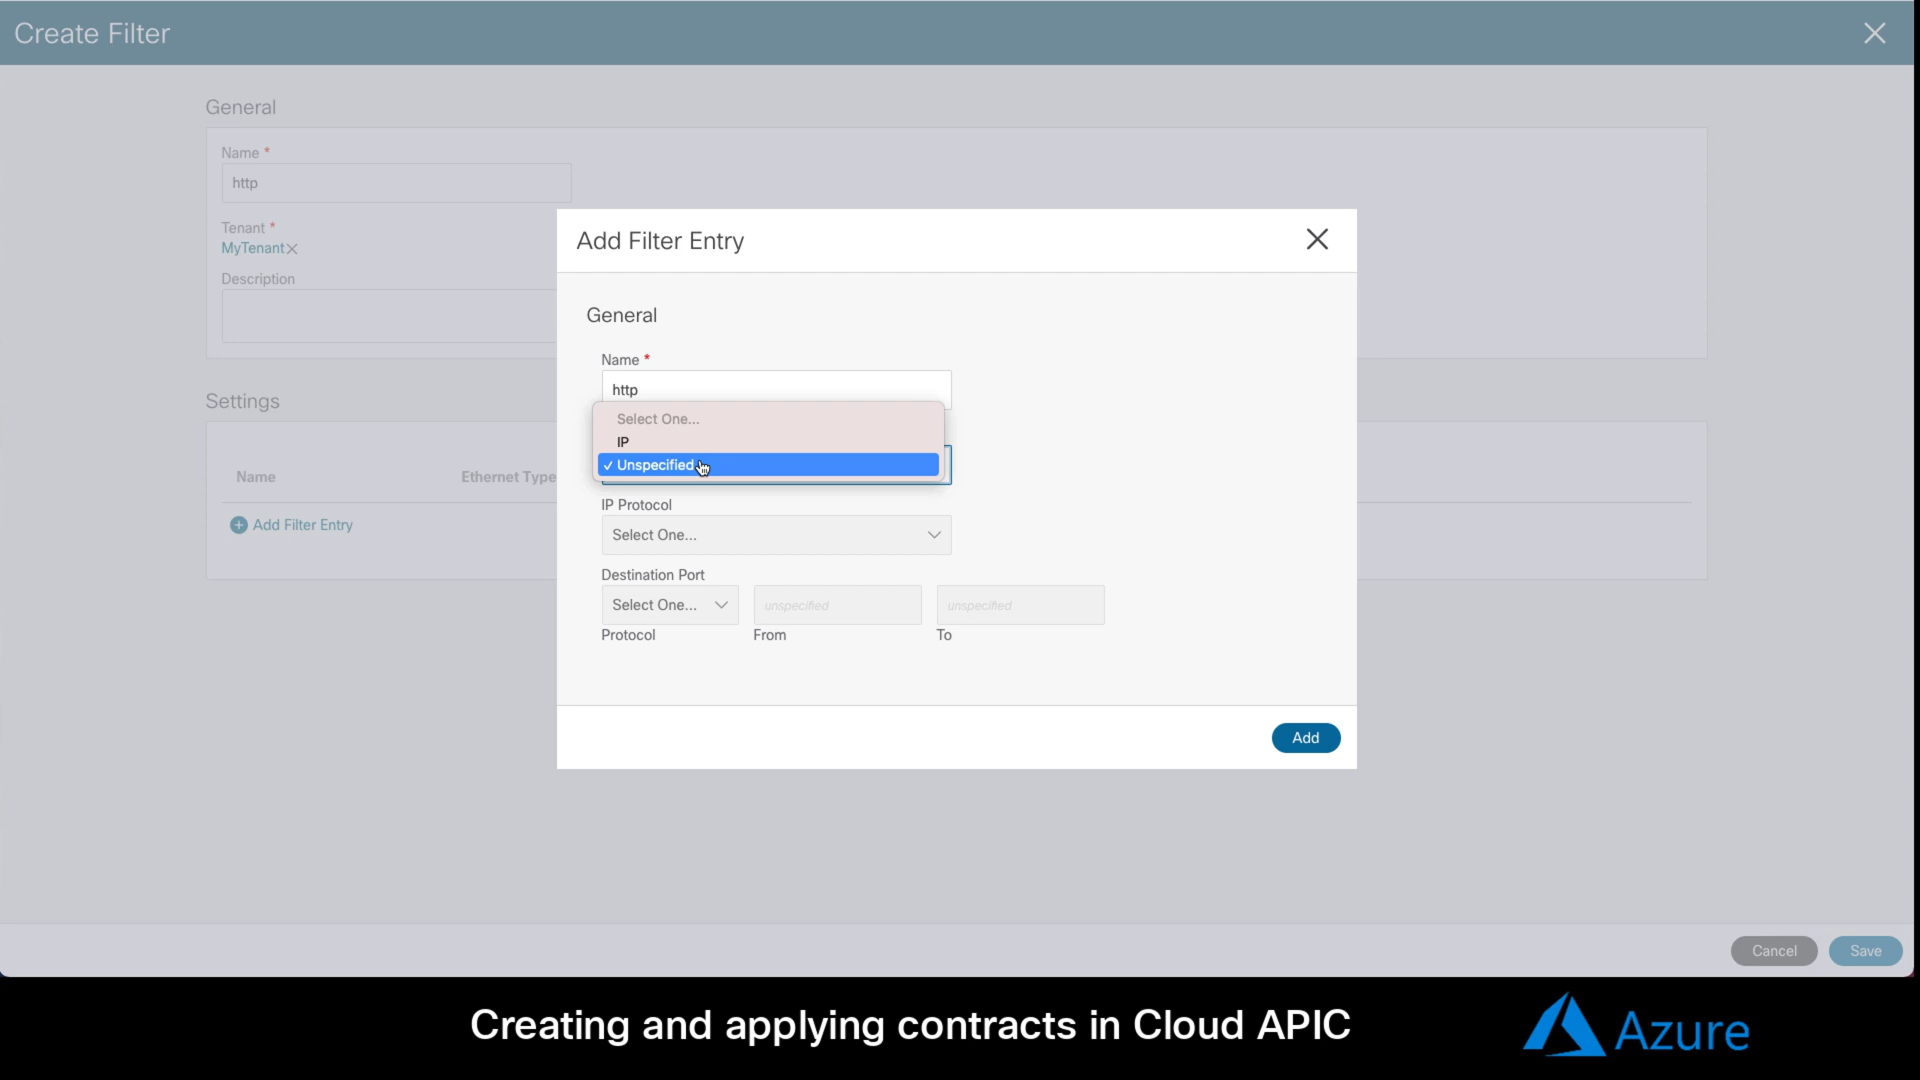 Create Filter
General
Name *
http
Tenant *
MyTenant
Description
Settings
Name
Ethernet Type
Add Filter Entry
Add Filter Entry
General
Name *
http
Select One...
IP
✓ Unspecified
IP Protocol
Select One...
Destination Port
Select One...
unspecified
unspecified
Protocol
From
To
Add
Cancel
Save
Creating and applying contracts in Cloud APIC
Azure